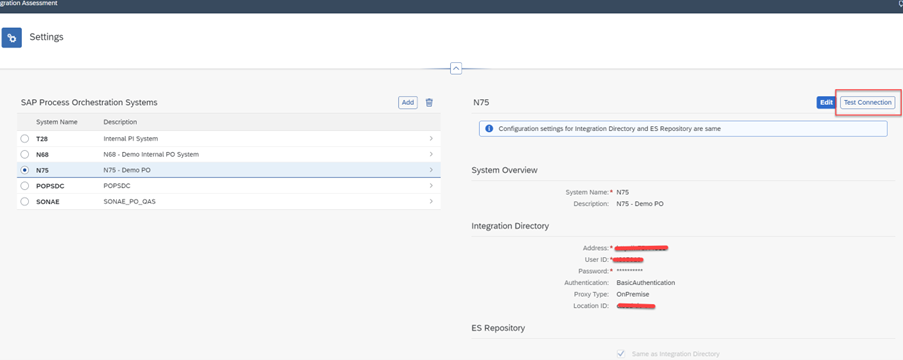 gration Assessment
Settings
SAP Process Orchestration Systems
Add
System Name Description
T28 Internal PI System
N68 N68 - Demo Internal PO System
N75 N75 - Demo PO
POPSDC POPSDC
SONAE SONAE_PO_QAS
N75
Edit Test Connection
Configuration settings for Integration Directory and ES Repository are same
System Overview
System Name:* N75
Description: N75 - Demo PO
Integration Directory
Address:*
User ID:*
Password:* **********
Authentication: BasicAuthentication
Proxy Type: OnPremise
Location ID:
ES Repository
Same as Integration Directory